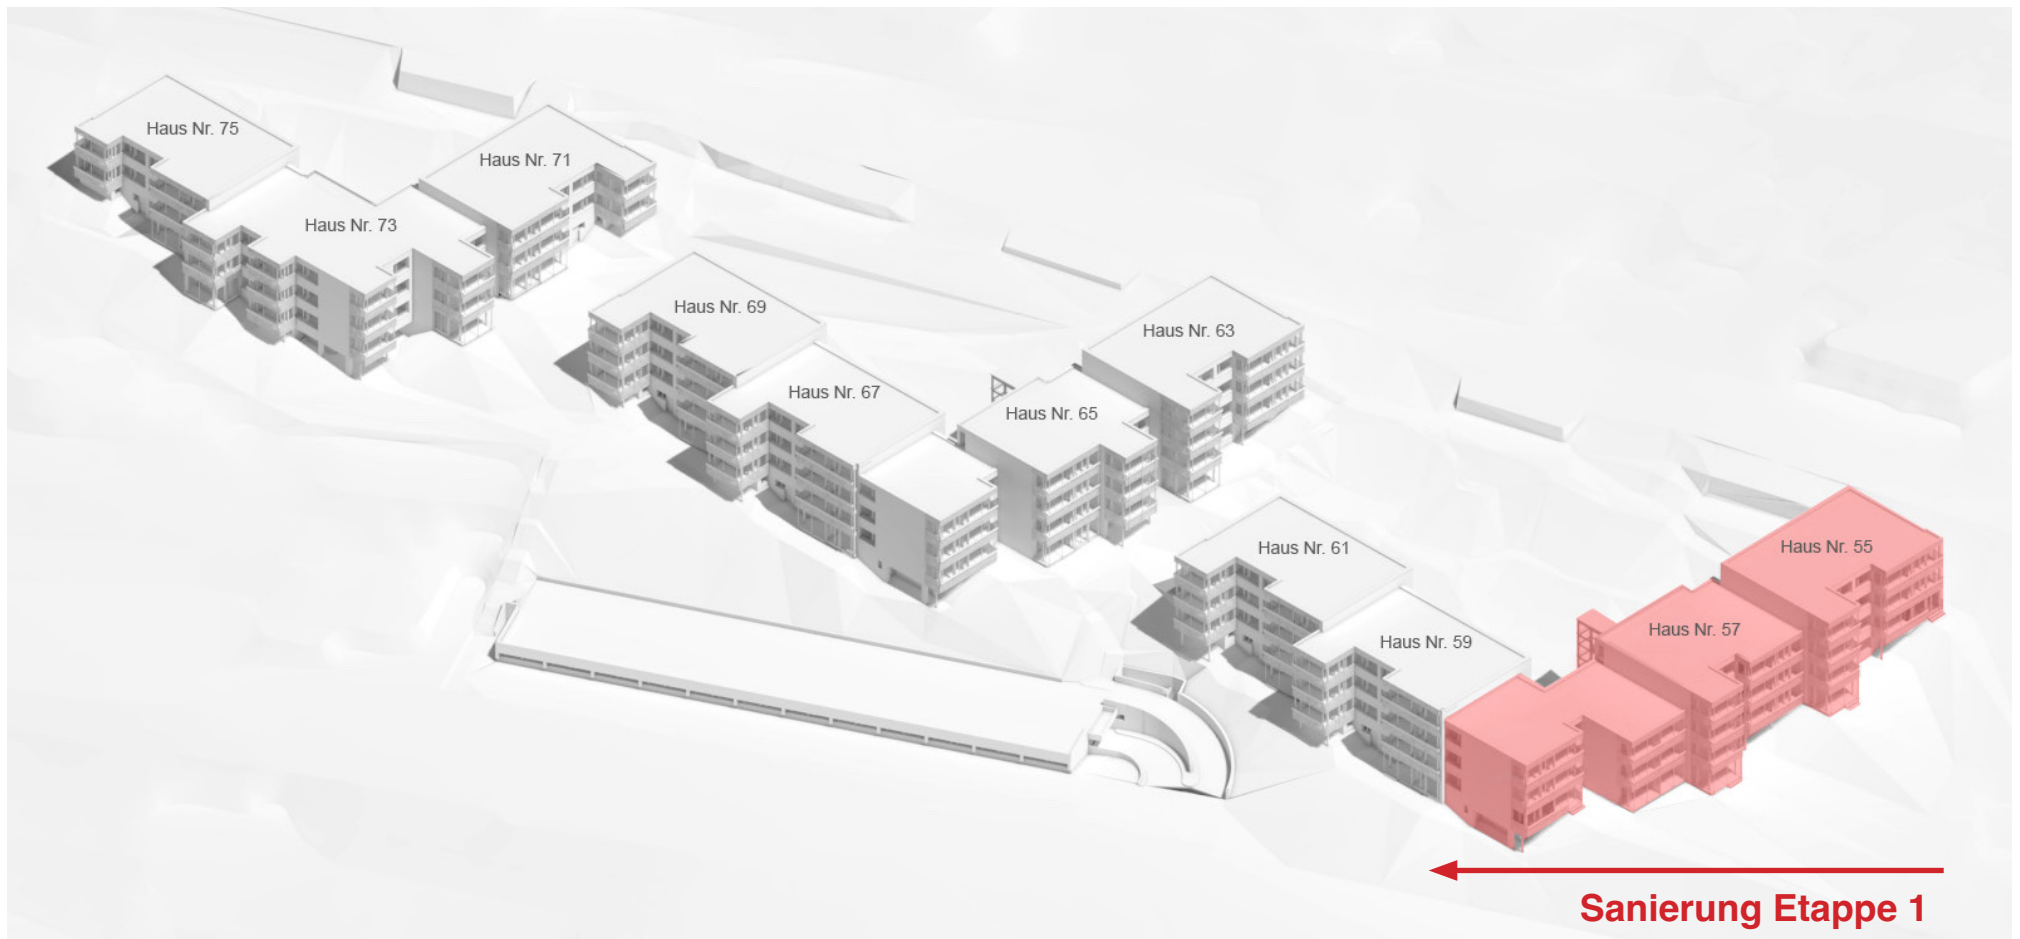 Haus Nr. 75
Haus Nr. 71
Haus Nr. 73
Haus Nr. 69
Haus Nr. 63
Haus Nr. 67
Haus Nr. 65
Haus Nr. 61
Haus Nr. 55
Haus Nr. 59
Haus Nr. 57
Sanierung Etappe 1